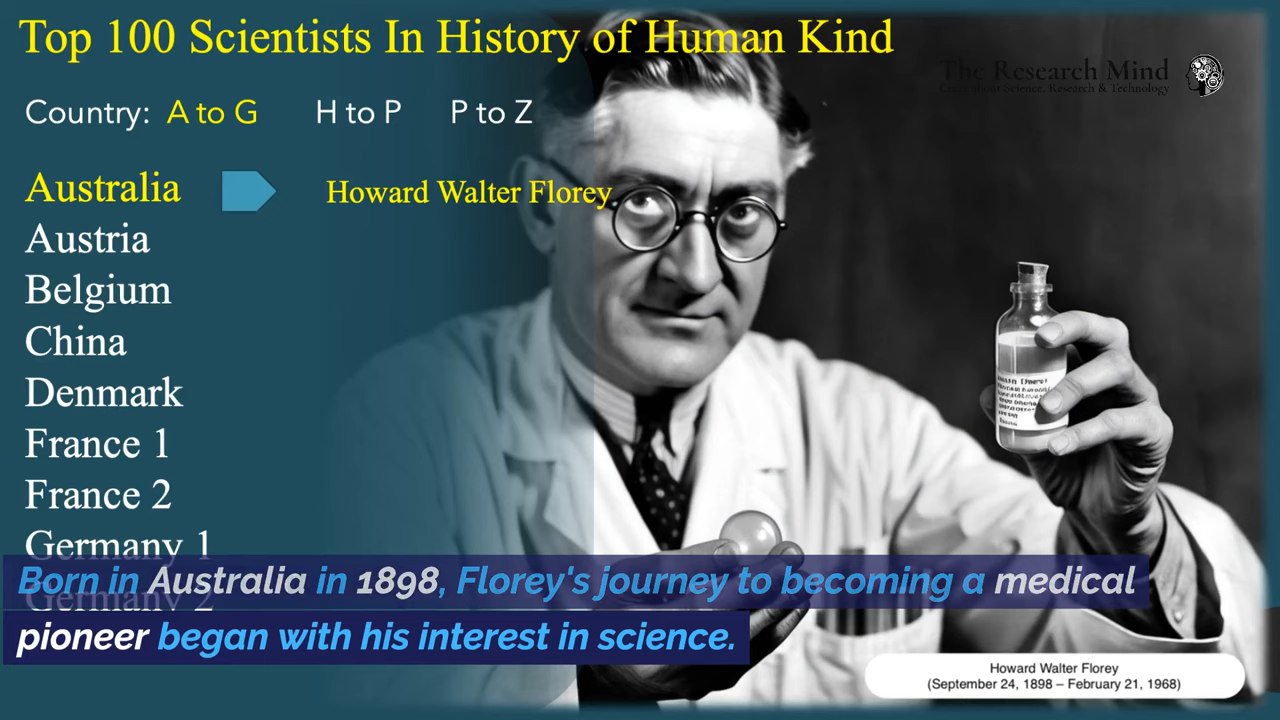 Top 100 Scientists In History of Human Kind
The Research Mind
Country: A to G H to P P to Z
Australia
Howard Walter Florey
Austria
Belgium
China
Denmark
France 1
France 2
Germany 1
Germany 2
Born in Australia in 1898, Florey's journey to becoming a medical
pioneer began with his interest in science.
Howard Walter Florey
(September 24, 1898 – February 21, 1968)